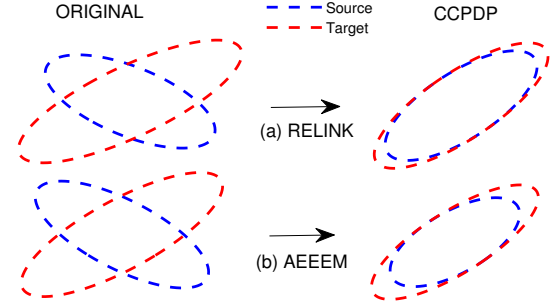 ORIGINAL
Source
Target
CCPDP
(a) RELINK
(b) AEEEM